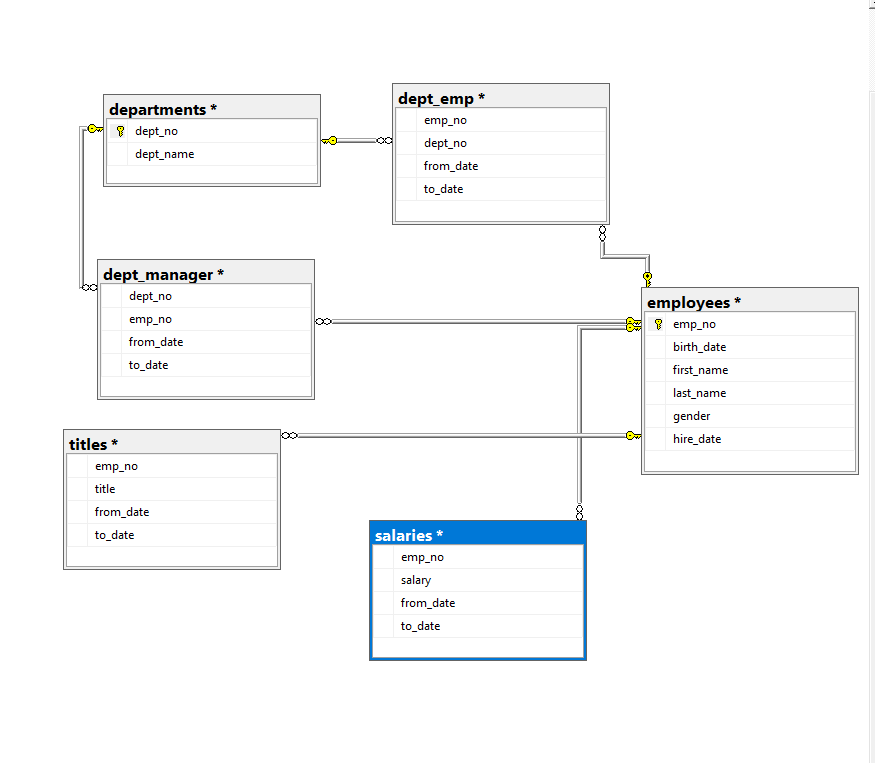 departments *
dept_no
dept_name
dept_emp *
emp_no
dept_no
from_date
to_date
dept_manager *
dept_no
emp_no
from_date
to_date
employees *
emp_no
birth_date
first_name
last_name
gender
hire_date
titles *
emp_no
title
from_date
to_date
salaries *
emp_no
salary
from_date
to_date